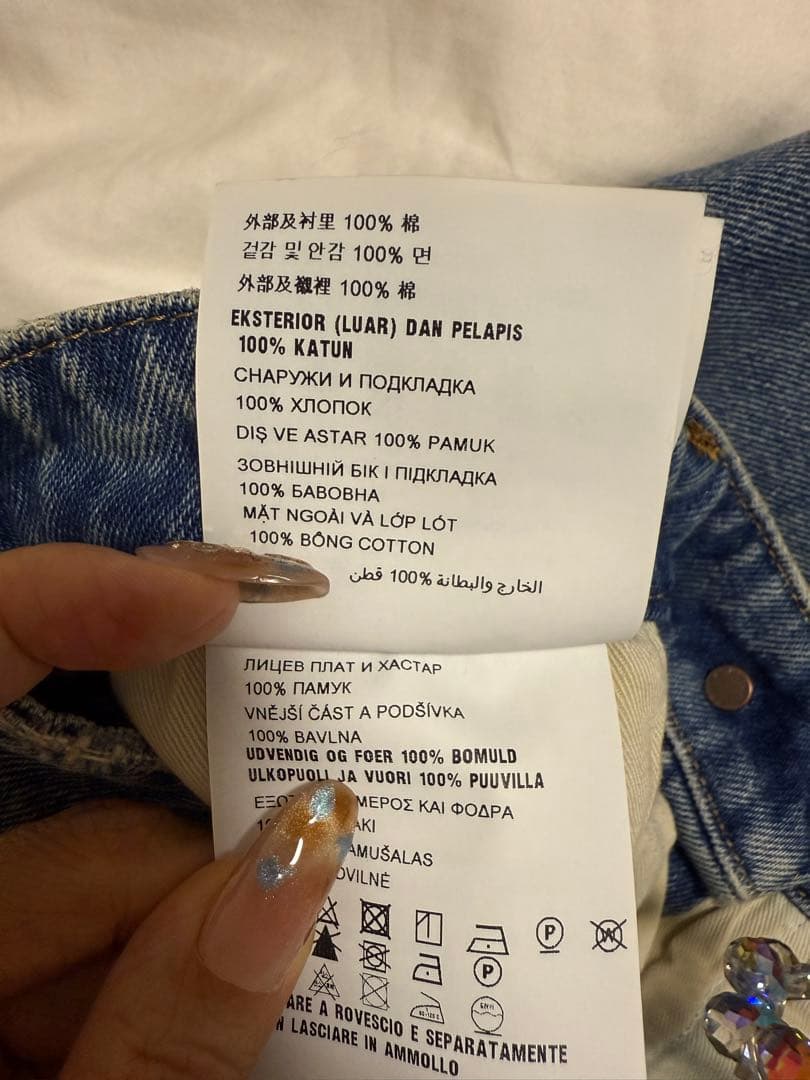 外部及衬里 100% 棉
겉감 및 안감 100% 면
外部及襯裡 100% 棉
EKSTERIOR (LUAR) DAN PELAPIS
100% KATUN
СНАРУЖИ И ПОДКЛАДКА
100% ХЛОПОК
DIŞ VE ASTAR 100% PAMUK
ЗОВНІШНІЙ БІК І ПІДКЛАДКА
100% БАВОВНА
MẶT NGOÀI VÀ LỚP LÓT
100% BÔNG COTTON
الخارج والبطانة %100 قطن
ЛИЦЕВ ПЛАТ И ХАСТАР
100% ПАМУК
VNĚJŠÍ ČÁST A PODŠÍVKA
100% BAVLNA
UDVENDIG OG FOER 100% BOMULD
ULKOPUOLI JA VUORI 100% PUUVILLA
ΜΕΡΟΣ ΚΑΙ ΦΟΔΡΑ
P
W
P
A ROVESCIO E SEPARATAMENTE
LASCIARE IN AMMOLLO